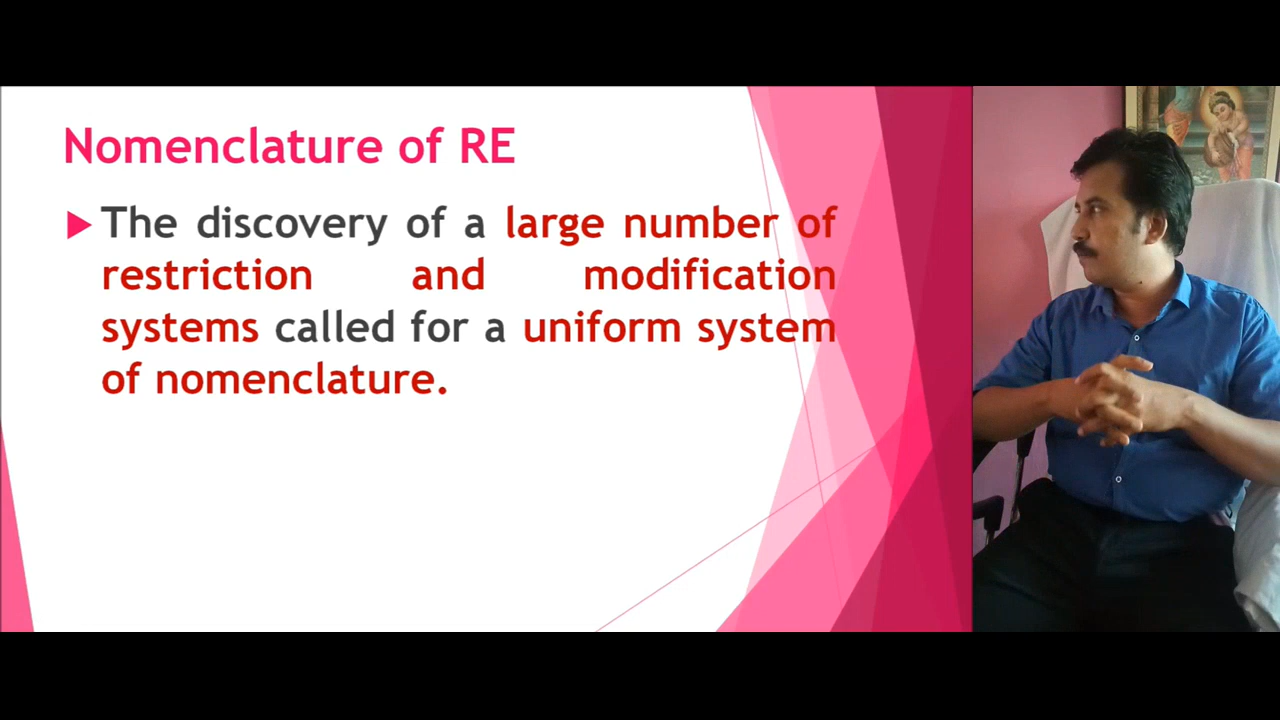 Nomenclature of RE
The discovery of a large number of
restriction and modification
systems called for a uniform system
of nomenclature.